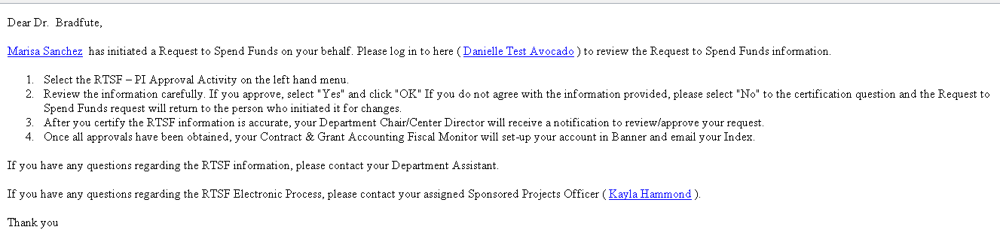 Dear Dr. Bradfute,
Marisa Sanchez has initiated a Request to Spend Funds on your behalf. Please log in to here ( Danielle Test Avocado ) to review the Request to Spend Funds information.
1. Select the RTSF – PI Approval Activity on the left hand menu.
2. Review the information carefully. If you approve, select "Yes" and click "OK" If you do not agree with the information provided, please select "No" to the certification question and the Request to
Spend Funds request will return to the person who initiated it for changes.
3. After you certify the RTSF information is accurate, your Department Chair/Center Director will receive a notification to review/approve your request.
4. Once all approvals have been obtained, your Contract & Grant Accounting Fiscal Monitor will set-up your account in Banner and email your Index.
If you have any questions regarding the RTSF information, please contact your Department Assistant.
If you have any questions regarding the RTSF Electronic Process, please contact your assigned Sponsored Projects Officer ( Kayla Hammond ).
Thank you